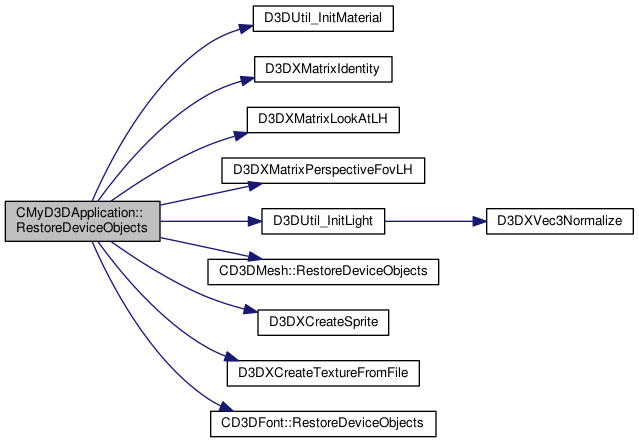 D3DUtil_InitMaterial
D3DXMatrixIdentity
D3DXMatrixLookAtLH
D3DXMatrixPerspectiveFovLH
CMyD3DApplication::
RestoreDeviceObjects
D3DUtil_InitLight
D3DXVec3Normalize
CD3DMesh::RestoreDeviceObjects
D3DXCreateSprite
D3DXCreateTextureFromFile
CD3DFont::RestoreDeviceObjects